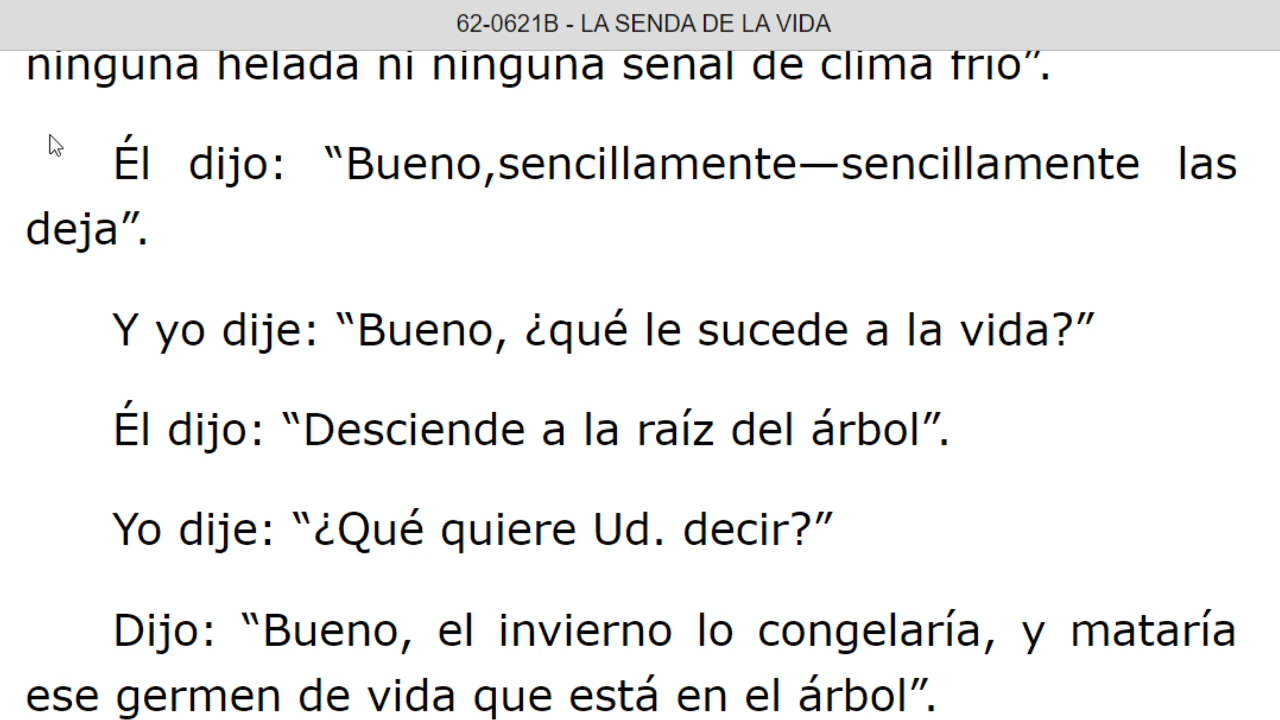 62-0621B - LA SENDA DE LA VIDA
ninguna helada ni ninguna señal de clima frío”.
Él dijo: “Bueno,sencillamente—sencillamente las
deja”.
Y yo dije: “Bueno, ¿qué le sucede a la vida?”
Él dijo: “Desciende a la raíz del árbol”.
Yo dije: “¿Qué quiere Ud. decir?”
Dijo: “Bueno, el invierno lo congelaría, y mataría
ese germen de vida que está en el árbol”.